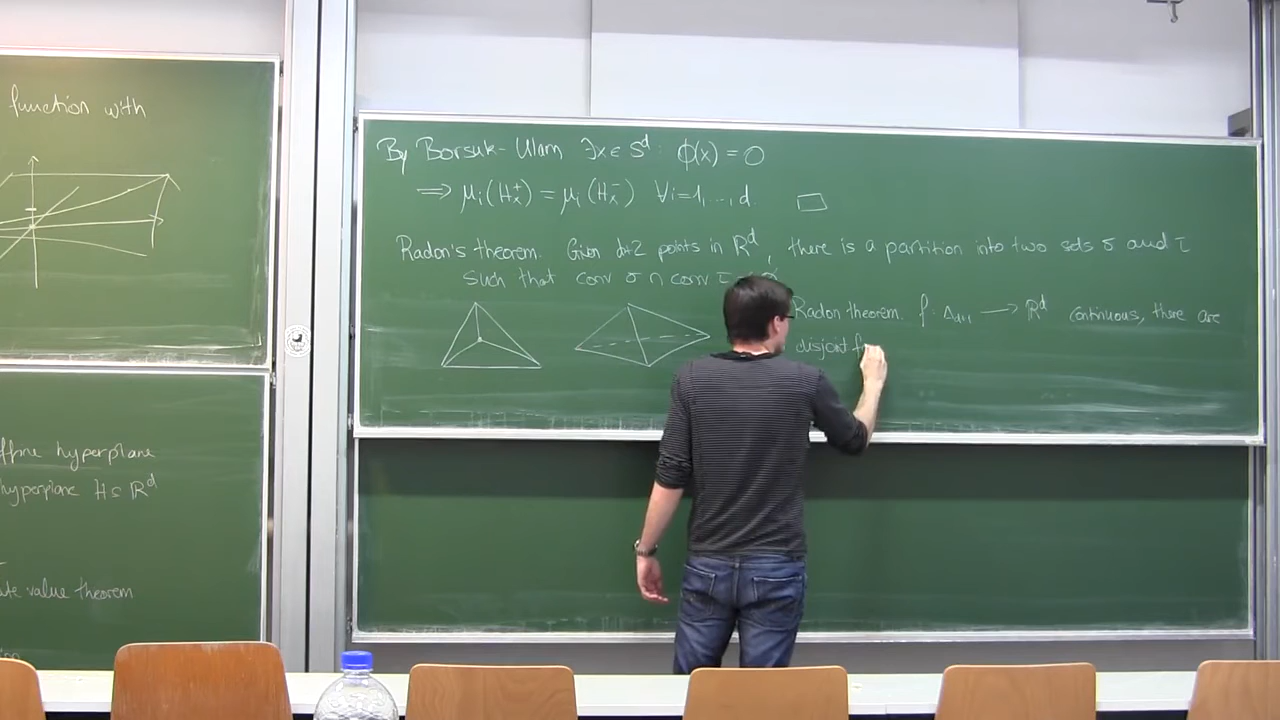 function with
ffine hyperplane
hyperplane H ⊆ ℝ^d
ate value theorem
By Borsuk-Ulam ∃x ∈ S^d: ϕ(x) = 0
⟹ μ_i(H_x^+) = μ_i(H_x^-) ∀i=1,...,d. □
Radon's theorem. Given d+2 points in ℝ^d, there is a partition into two sets σ and τ
such that conv σ ∩ conv τ
Radon theorem. f: Δ_{d+1} ⟶ ℝ^d continuous, there are
disjoint f